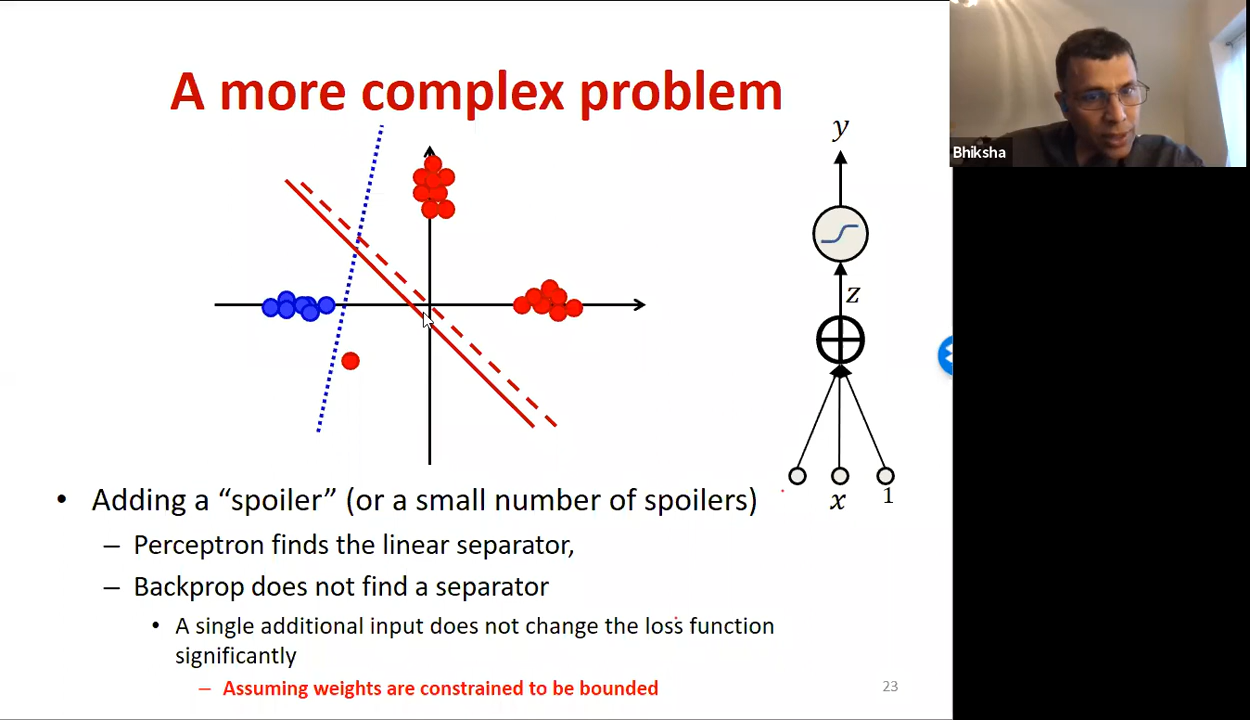 A more complex problem
Bhiksha
y
z
x
1
• Adding a “spoiler” (or a small number of spoilers)
– Perceptron finds the linear separator,
– Backprop does not find a separator
• A single additional input does not change the loss function
significantly
– Assuming weights are constrained to be bounded
23